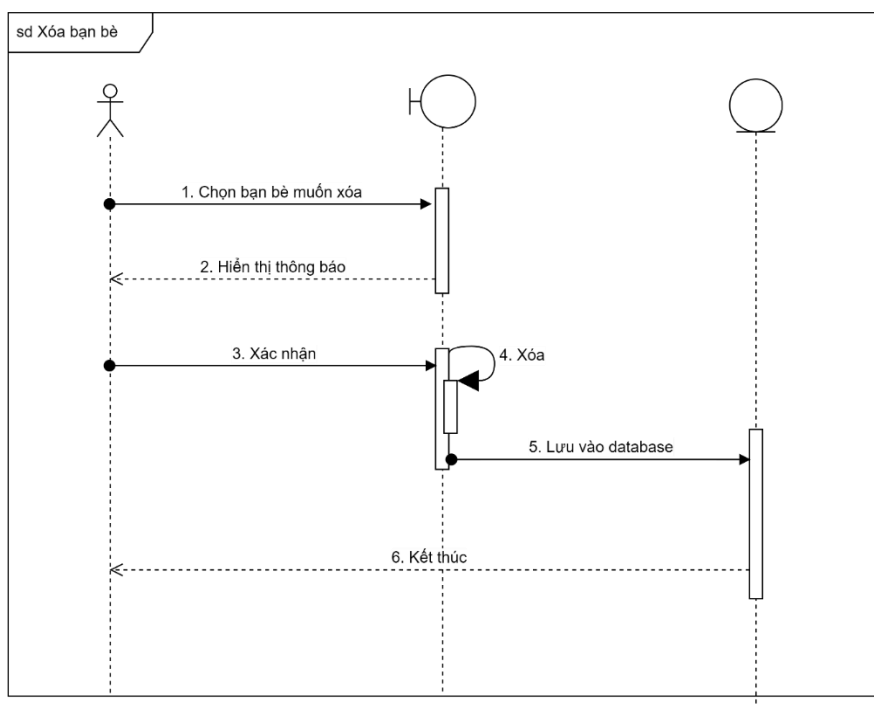 sd Xóa bạn bè
1. Chọn bạn bè muốn xóa
2. Hiển thị thông báo
3. Xác nhận
4. Xóa
5. Lưu vào database
6. Kết thúc